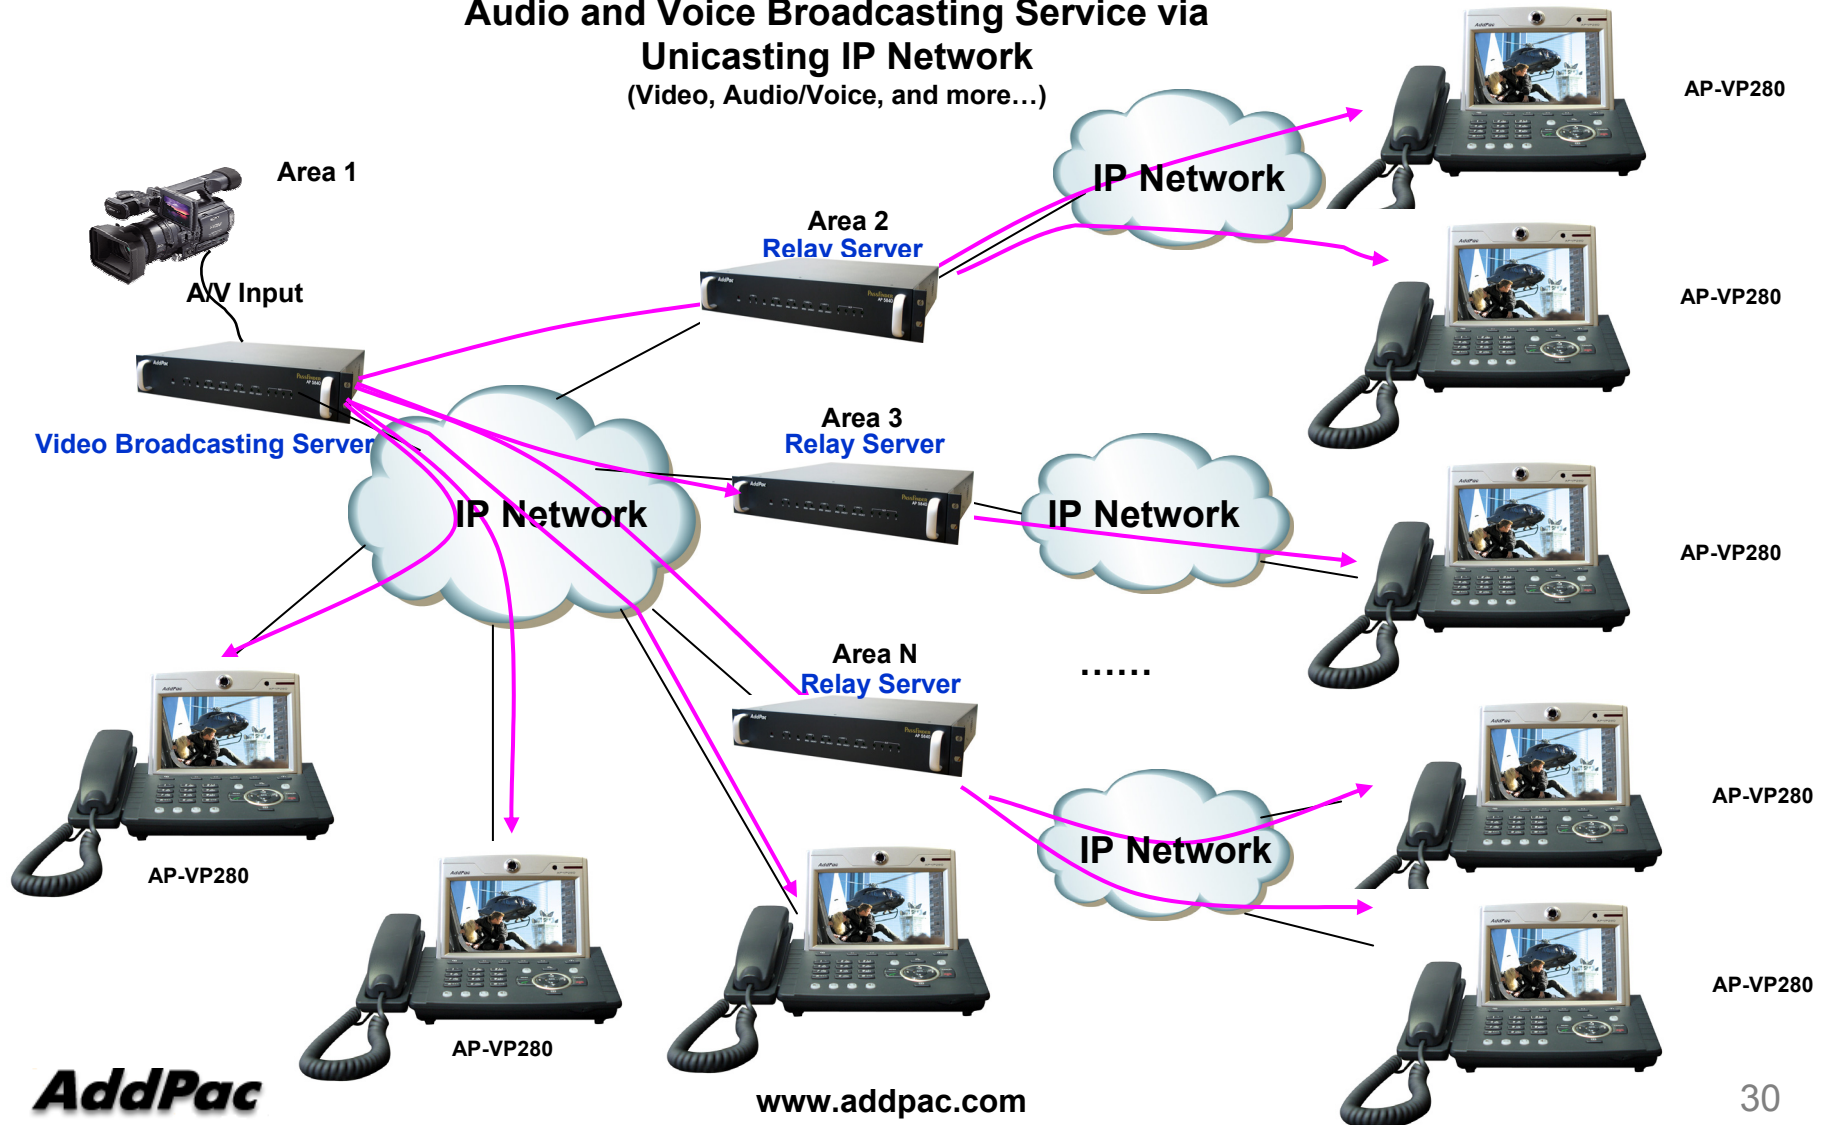 Audio and Voice Broadcasting Service via
Unicasting IP Network
(Video, Audio/Voice, and more…)
AP-VP280
IP Network
Area 1
Area 2
Relay Server
AP-VP280
A/V Input
Video Broadcasting Server
Area 3
Relay Server
IP Network
IP Network
AP-VP280
Area N
Relay Server
......
AP-VP280
IP Network
AP-VP280
AP-VP280
AP-VP280
AddPac
www.addpac.com
30